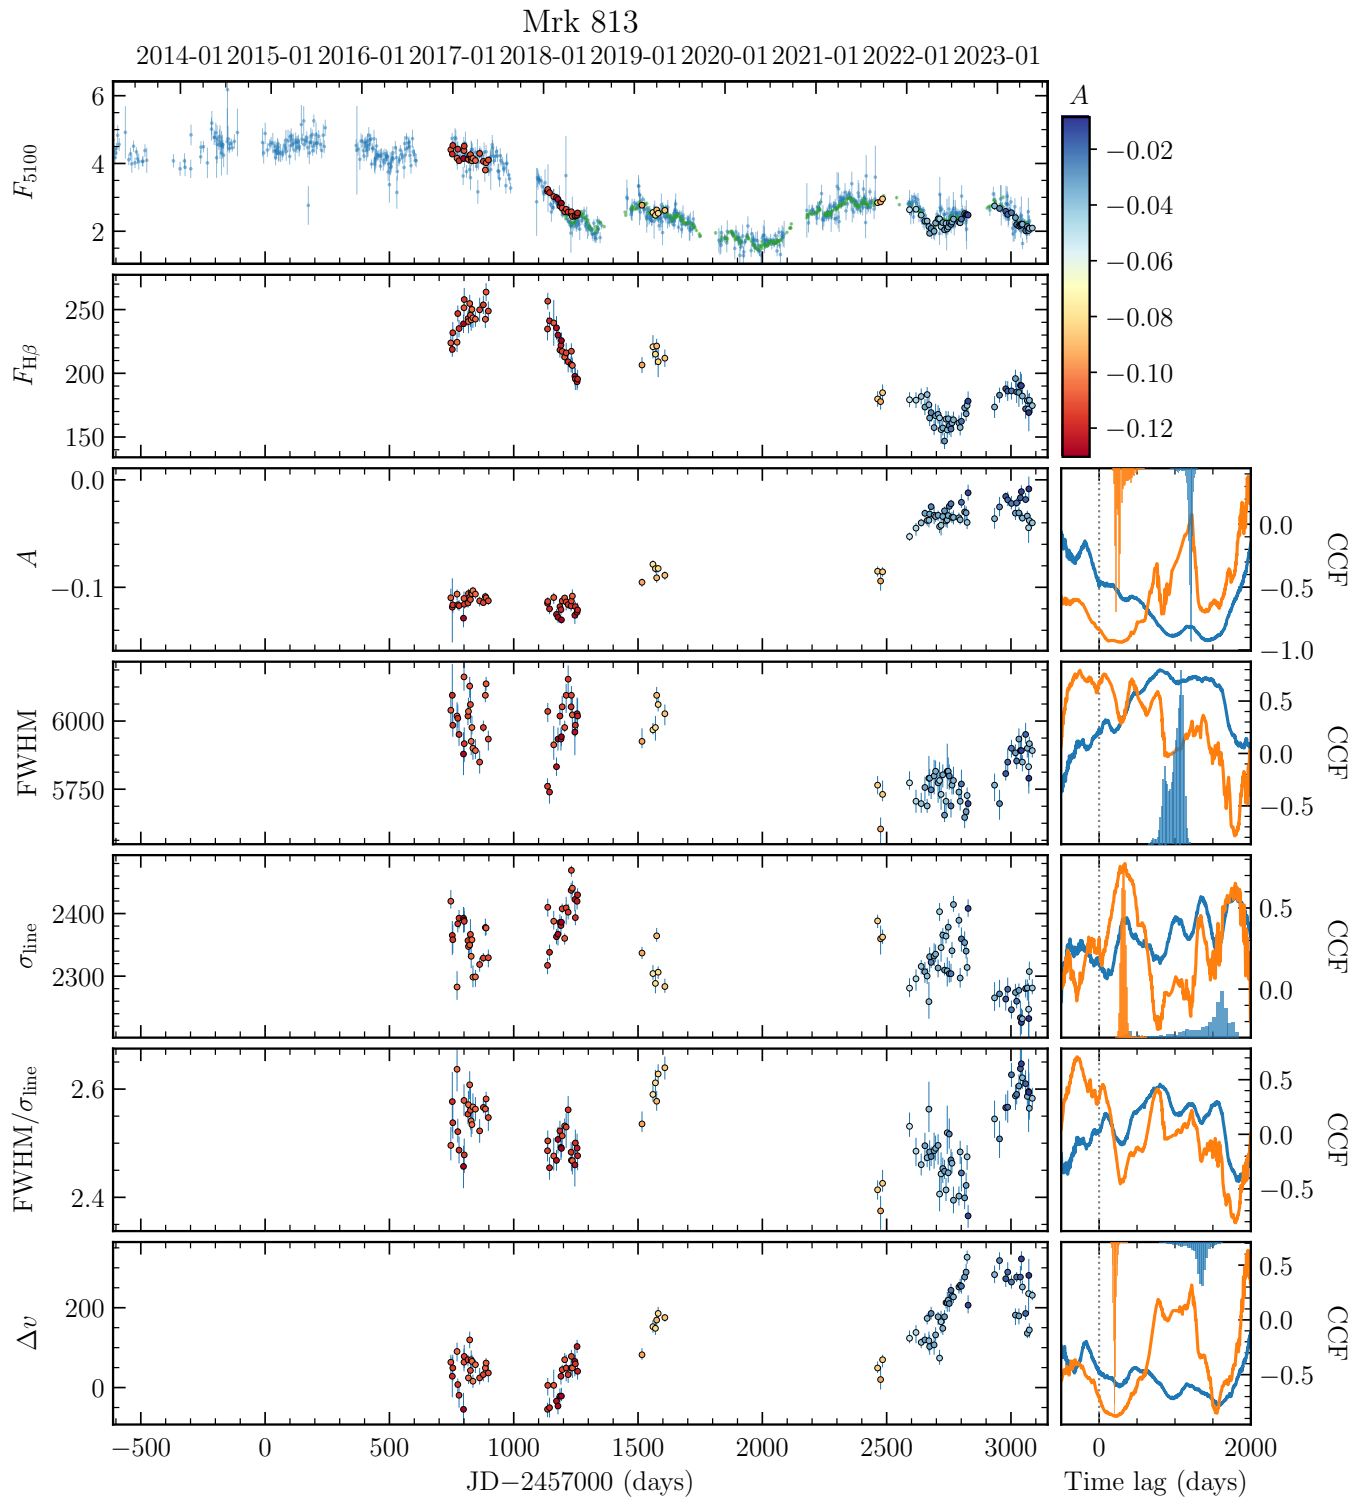 Mrk 813
2014-01 2015-01 2016-01 2017-01 2018-01 2019-01 2020-01 2021-01 2022-01 2023-01
F5100
6
4
2
A
−0.02
−0.04
−0.06
−0.08
−0.10
−0.12
FHβ
250
200
150
A
0.0
−0.1
0.0
−0.5
−1.0
CCF
FWHM
6000
5750
0.5
0.0
−0.5
CCF
σline
2400
2300
0.5
0.0
CCF
FWHM/σline
2.6
2.4
0.5
0.0
−0.5
CCF
Δv
200
0
0.5
0.0
−0.5
CCF
−500 0 500 1000 1500 2000 2500 3000
0 2000
JD−2457000 (days)
Time lag (days)